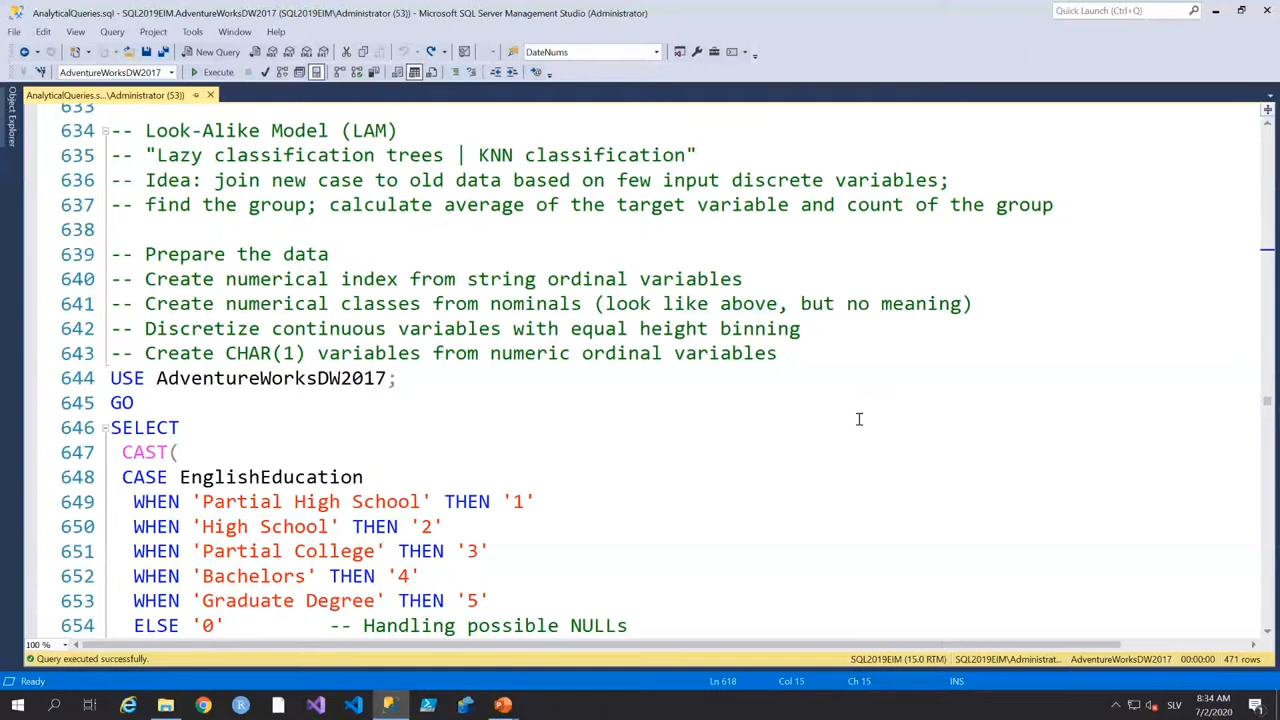 AnalyticalQueries.sql - SQL2019EIM.AdventureWorksDW2017 (SQL2019EIM\Administrator (53)) - Microsoft SQL Server Management Studio (Administrator)
Quick Launch (Ctrl+Q)
File Edit View Query Project Tools Window Help
New Query
DateNums
AdventureWorksDW2017
Execute
Object Explorer
AnalyticalQueries.s...\Administrator (53))
633
634 -- Look-Alike Model (LAM)
635 -- "Lazy classification trees | KNN classification"
636 -- Idea: join new case to old data based on few input discrete variables;
637 -- find the group; calculate average of the target variable and count of the group
638
639 -- Prepare the data
640 -- Create numerical index from string ordinal variables
641 -- Create numerical classes from nominals (look like above, but no meaning)
642 -- Discretize continuous variables with equal height binning
643 -- Create CHAR(1) variables from numeric ordinal variables
644 USE AdventureWorksDW2017;
645 GO
646 SELECT
647 CAST(
648 CASE EnglishEducation
649 WHEN 'Partial High School' THEN '1'
650 WHEN 'High School' THEN '2'
651 WHEN 'Partial College' THEN '3'
652 WHEN 'Bachelors' THEN '4'
653 WHEN 'Graduate Degree' THEN '5'
654 ELSE '0' -- Handling possible NULLs
100 %
Query executed successfully.
SQL2019EIM (15.0 RTM) SQL2019EIM\Administrat... AdventureWorksDW2017 00:00:00 471 rows
Ready
Ln 618 Col 15 Ch 15 INS
SLV
8:34 AM
7/2/2020
1